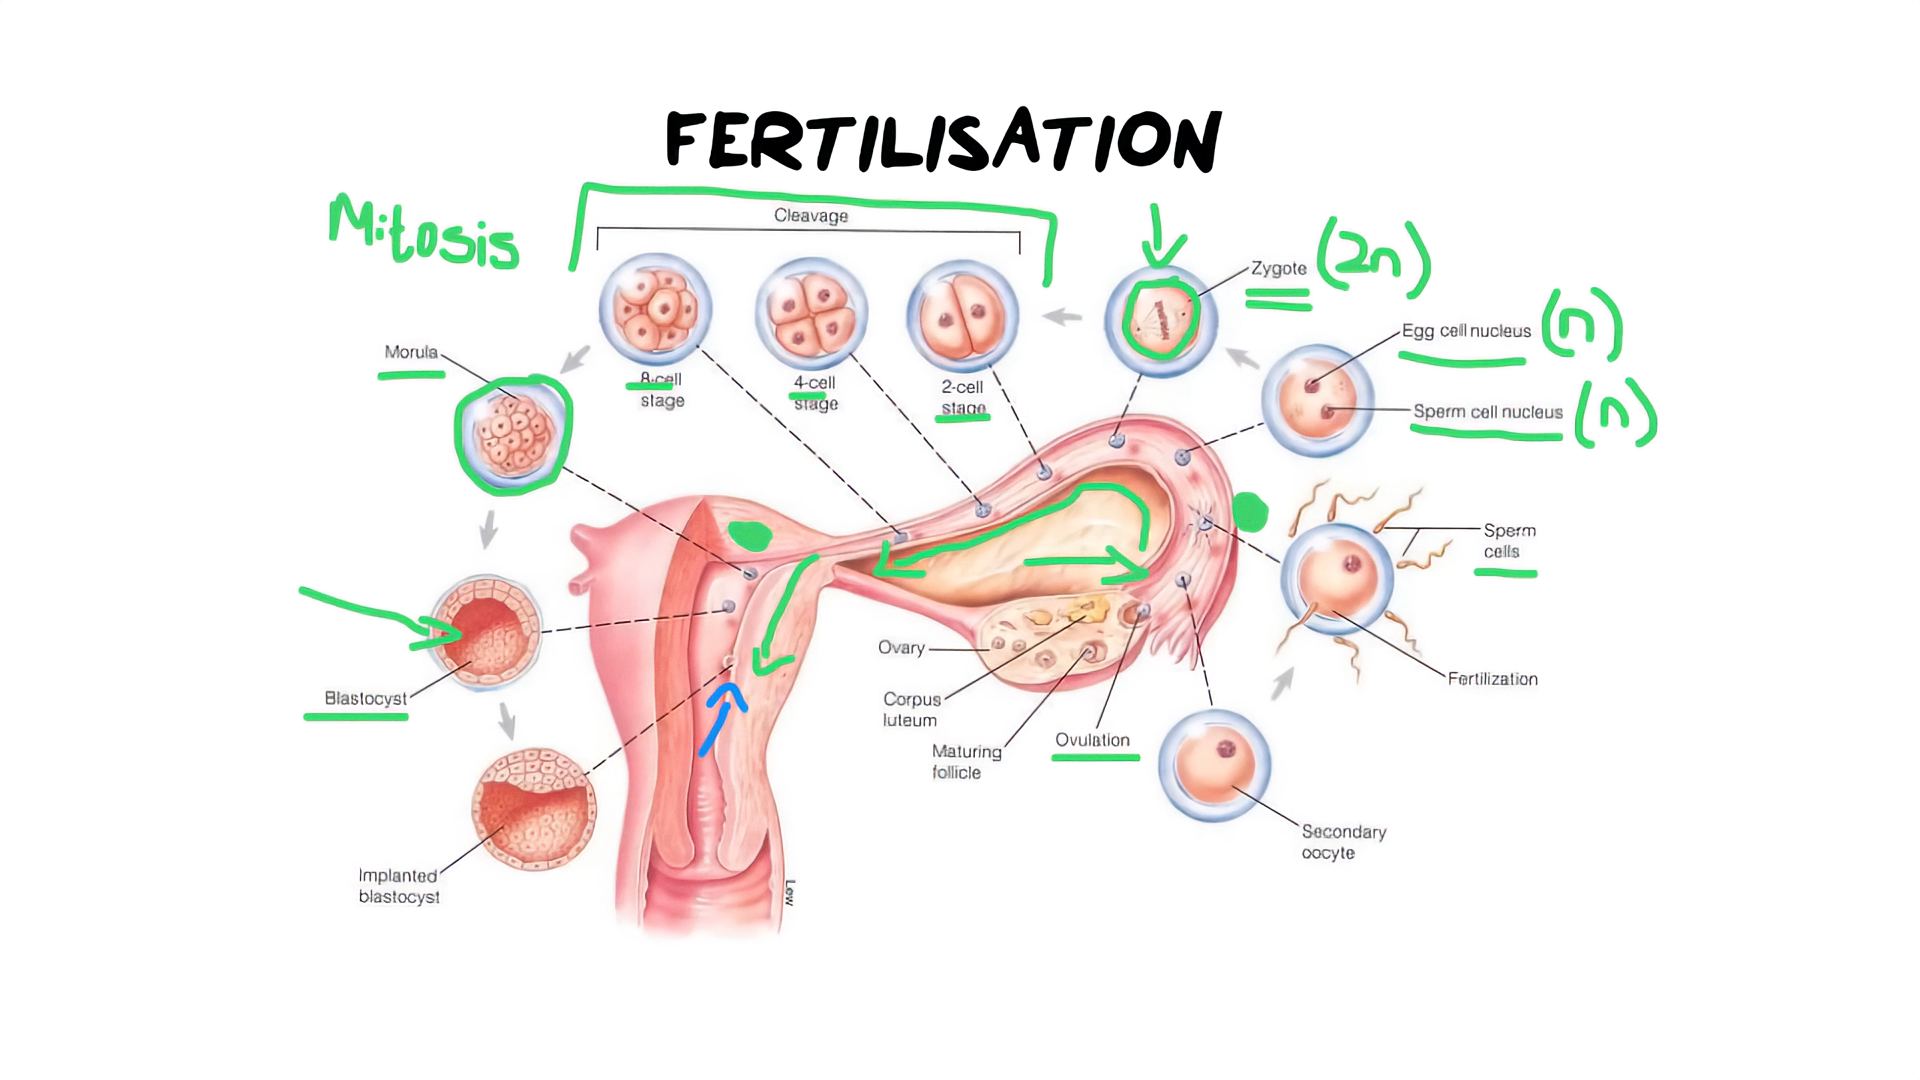 FERTILISATION
Mitosis
Cleavage
Zygote (2n)
Egg cell nucleus (n)
Sperm cell nucleus (n)
Morula
8-cell
stage
4-cell
stage
2-cell
stage
Sperm
cells
Ovary
Fertilization
Blastocyst
Corpus
luteum
Ovulation
Maturing
follicle
Secondary
oocyte
Implanted
blastocyst
Lew